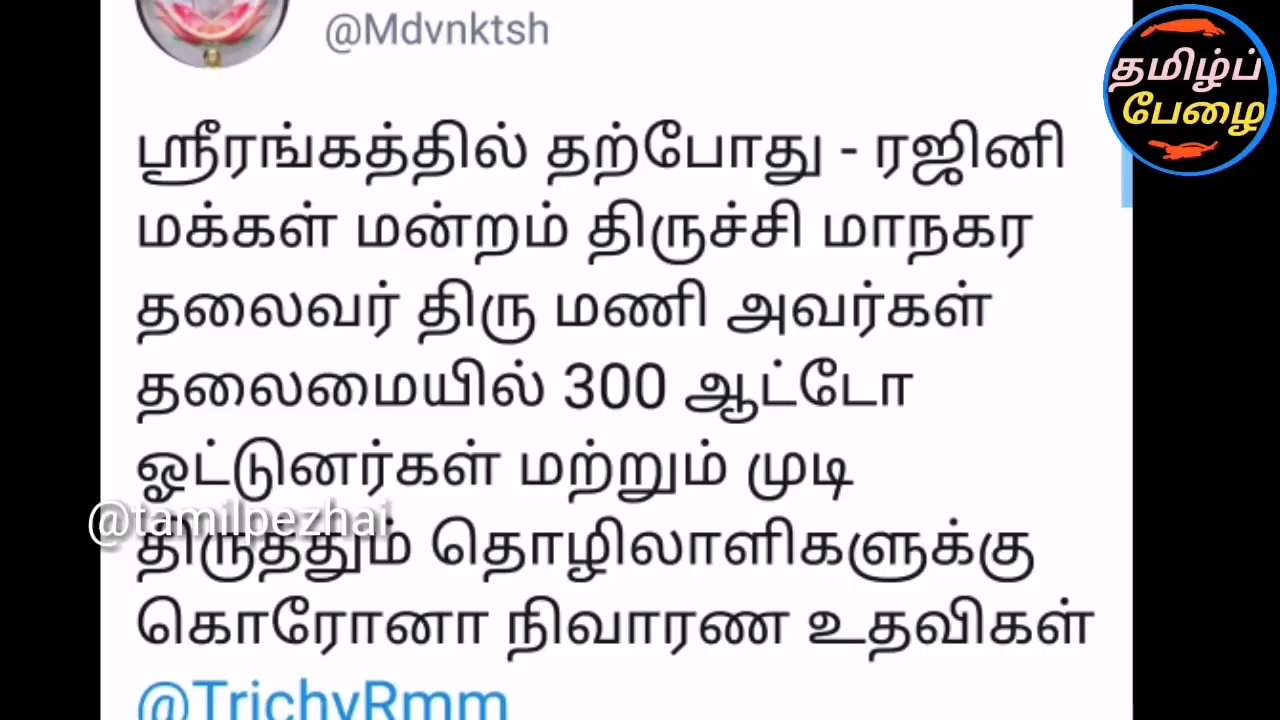 @Mdvnktsh
தமிழ்ப்
பேழை
ஸ்ரீரங்கத்தில் தற்போது - ரஜினி
மக்கள் மன்றம் திருச்சி மாநகர
தலைவர் திரு மணி அவர்கள்
தலைமையில் 300 ஆட்டோ
ஓட்டுனர்கள் மற்றும் முடி
@tamilpezhai
திருத்தும் தொழிலாளிகளுக்கு
கொரோனா நிவாரண உதவிகள்
@TrichyRmm